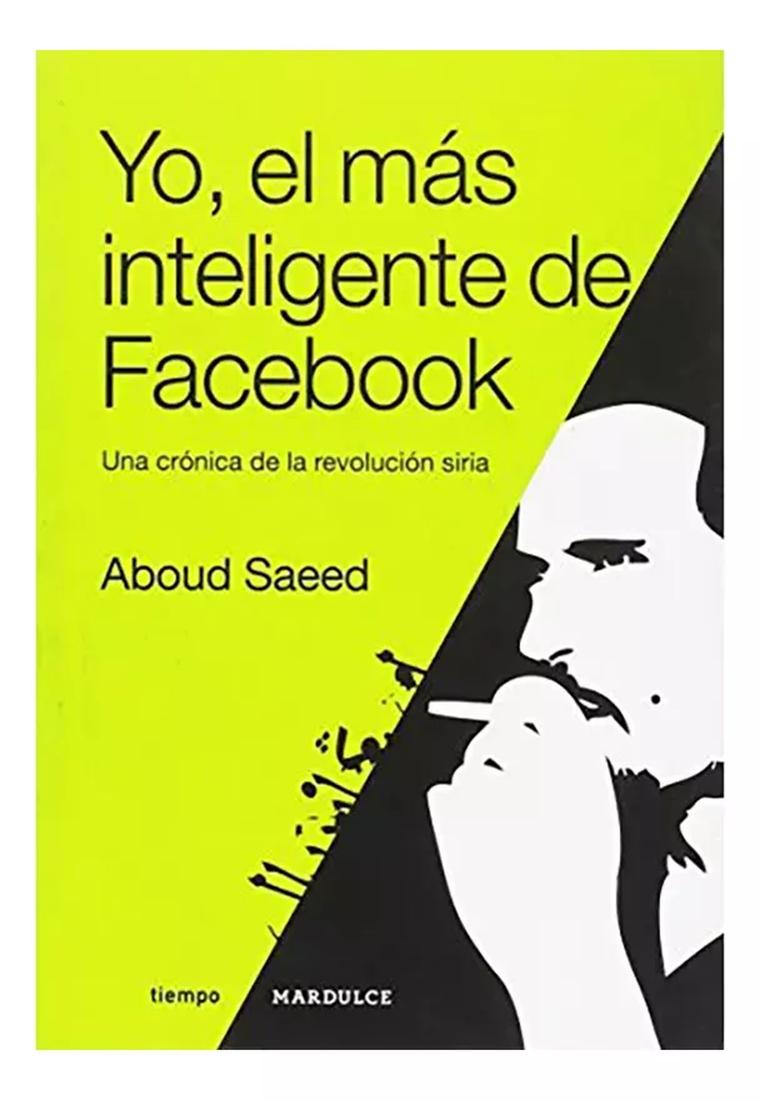 Yo, el más
inteligente de
Facebook
Una crónica de la revolución siria
Aboud Saeed
tiempo
MARDULCE